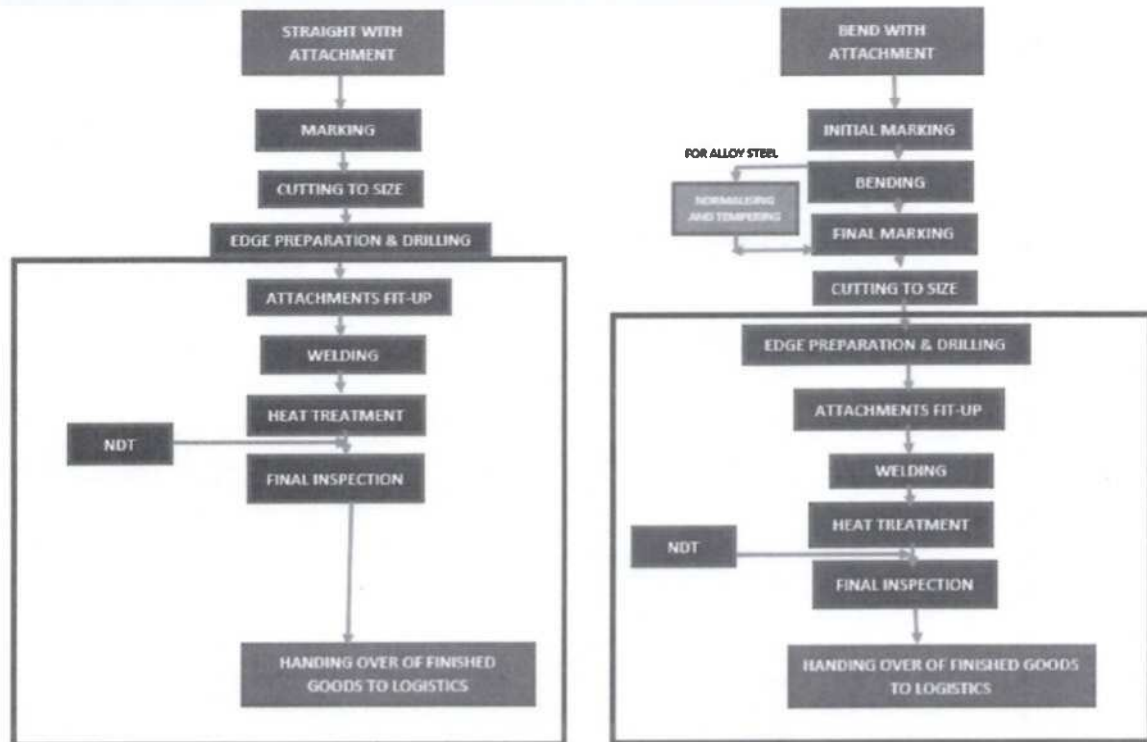 STRAIGHT WITH
ATTACHMENT
MARKING
CUTTING TO SIZE
EDGE PREPARATION & DRILLING
ATTACHMENTS FIT-UP
WELDING
HEAT TREATMENT
NDT
FINAL INSPECTION
HANDING OVER OF FINISHED
GOODS TO LOGISTICS
BEND WITH
ATTACHMENT
INITIAL MARKING
FOR ALLOY STEEL
BENDING
NORMALISING
AND TEMPERING
FINAL MARKING
CUTTING TO SIZE
EDGE PREPARATION & DRILLING
ATTACHMENTS FIT-UP
WELDING
HEAT TREATMENT
NDT
FINAL INSPECTION
HANDING OVER OF FINISHED GOODS
TO LOGISTICS